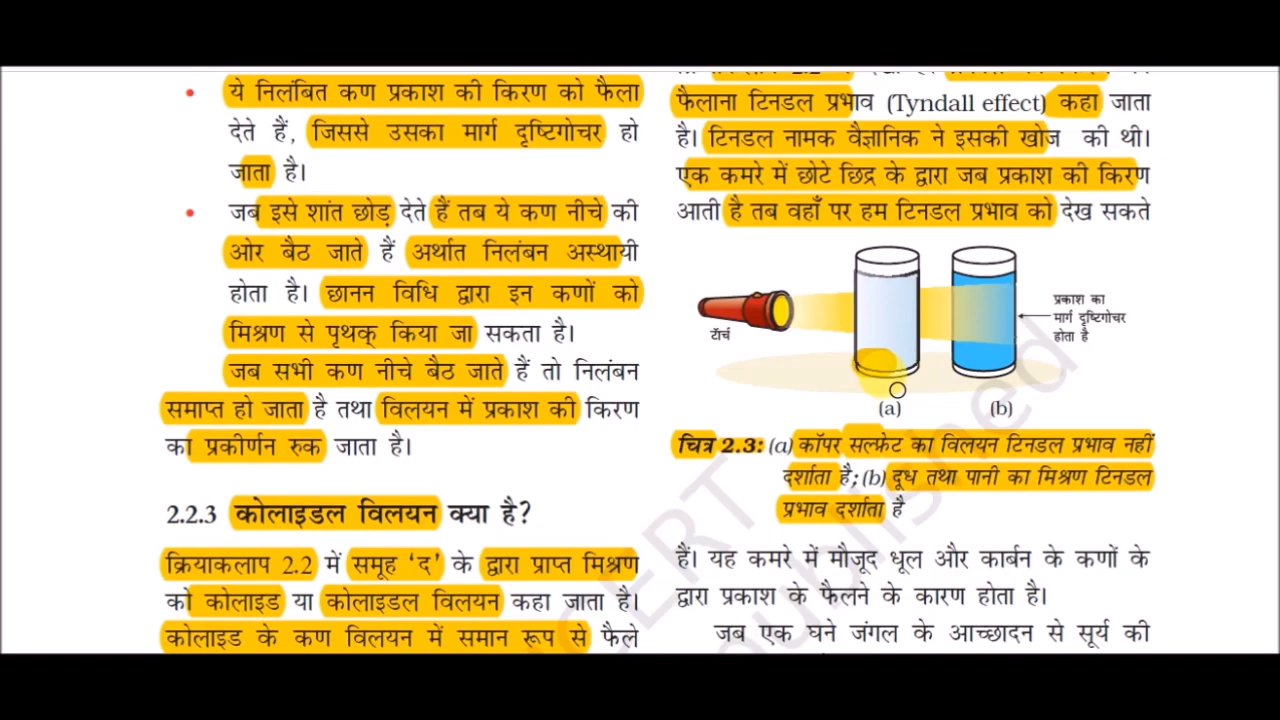 ये निलंबित कण प्रकाश की किरण को फैला
देते हैं, जिससे उसका मार्ग दृष्टिगोचर हो
जाता है।
जब इसे शांत छोड़ देते हैं तब ये कण नीचे की
ओर बैठ जाते हैं अर्थात निलंबन अस्थायी
होता है। छानन विधि द्वारा इन कणों को
मिश्रण से पृथक् किया जा सकता है।
जब सभी कण नीचे बैठ जाते हैं तो निलंबन
समाप्त हो जाता है तथा विलयन में प्रकाश की किरण
का प्रकीर्णन रुक जाता है।
2.2.3 कोलाइडल विलयन क्या है?
क्रियाकलाप 2.2 में समूह ‘द’ के द्वारा प्राप्त मिश्रण
को कोलाइड या कोलाइडल विलयन कहा जाता है।
कोलाइड के कण विलयन में समान रूप से फैले
फैलाना टिनडल प्रभाव (Tyndall effect) कहा जाता
है। टिनडल नामक वैज्ञानिक ने इसकी खोज की थी।
एक कमरे में छोटे छिद्र के द्वारा जब प्रकाश की किरण
आती है तब वहाँ पर हम टिनडल प्रभाव को देख सकते
टॉर्च
प्रकाश का
मार्ग दृष्टिगोचर
होता है
(a) (b)
चित्र 2.3: (a) कॉपर सल्फ़ेट का विलयन टिनडल प्रभाव नहीं
दर्शाता है; (b) दूध तथा पानी का मिश्रण टिनडल
प्रभाव दर्शाता है
हैं। यह कमरे में मौजूद धूल और कार्बन के कणों के
द्वारा प्रकाश के फैलने के कारण होता है।
जब एक घने जंगल के आच्छादन से सूर्य की